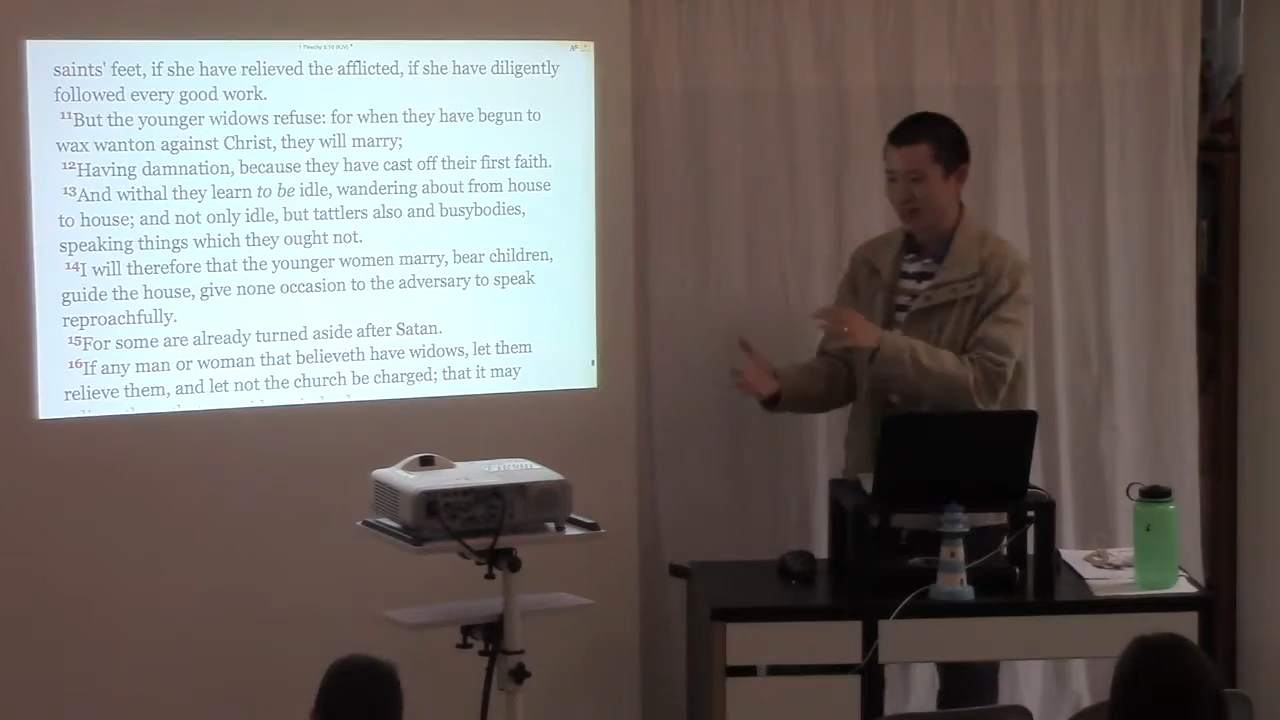 1 Timothy 5:10 (KJV)
saints' feet, if she have relieved the afflicted, if she have diligently
followed every good work.
11But the younger widows refuse: for when they have begun to
wax wanton against Christ, they will marry;
12Having damnation, because they have cast off their first faith.
13And withal they learn to be idle, wandering about from house
to house; and not only idle, but tattlers also and busybodies,
speaking things which they ought not.
14I will therefore that the younger women marry, bear children,
guide the house, give none occasion to the adversary to speak
reproachfully.
15For some are already turned aside after Satan.
16If any man or woman that believeth have widows, let them
relieve them, and let not the church be charged; that it may